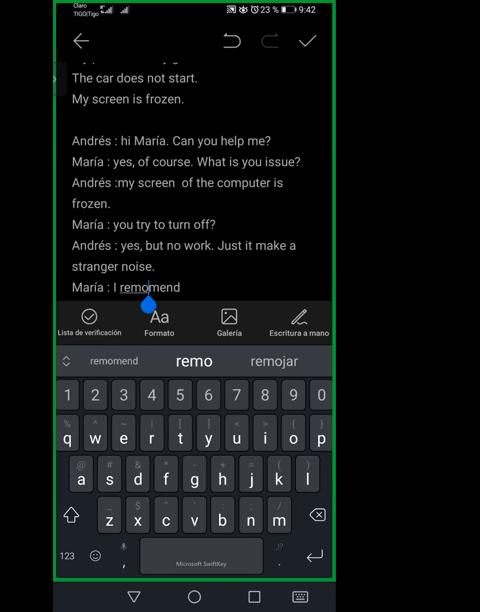 Claro
TIGO|Tigo
23 % 9:42
The car does not start.
My screen is frozen.
Andrés : hi María. Can you help me?
María : yes, of course. What is you issue?
Andrés :my screen  of the computer is
frozen.
María : you try to turn off?
Andrés : yes, but no work. Just it make a
stranger noise.
María : I remomend
Lista de verificación
Aa
Formato
Galería
Escritura a mano
remomend remo remojar
1 2 3 4 5 6 7 8 9 0
q w e r t y u i o p
a s d f g h j k l
z x c v b n m
123 , Microsoft SwiftKey .